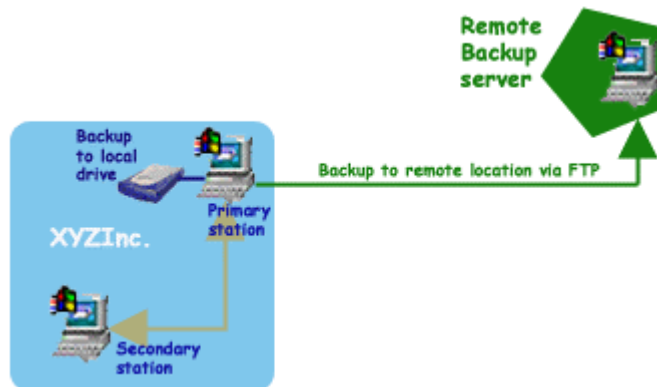 Remote
Backup
server
Backup
to local
drive
Backup to remote location via FTP
Primary
station
XYZInc.
Secondary
station